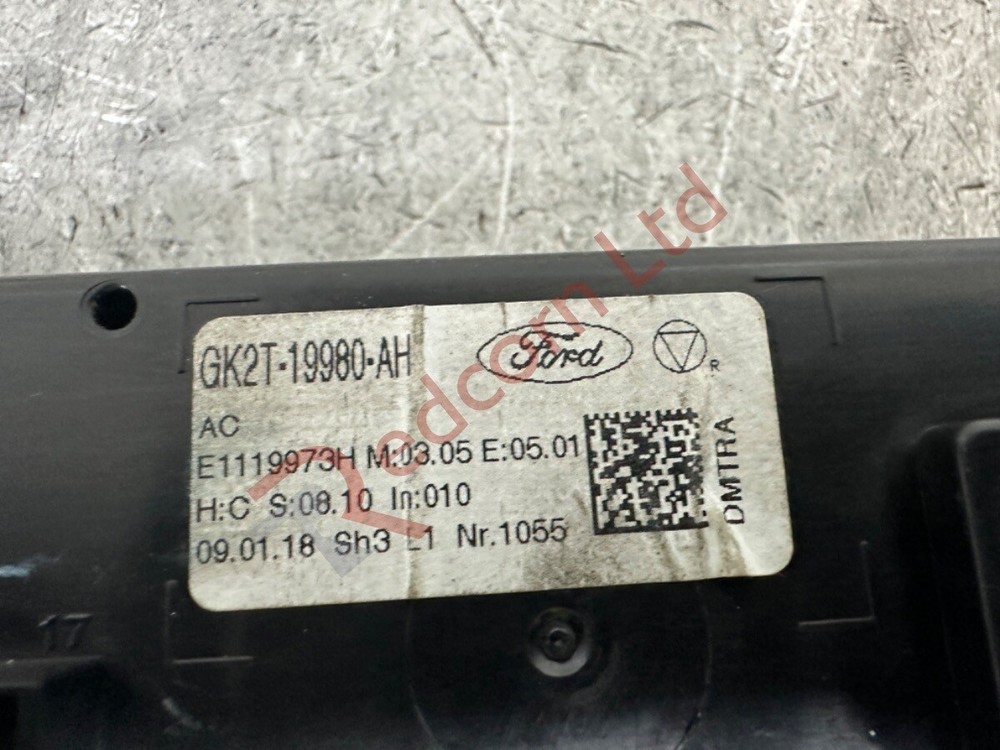 GK2T-19980-AH
Ford
R
AC
E1119973H M:03.05 E:05.01
H:C S:08.10 In:010
09.01.18 Sh3 L1 Nr.1055
DMTRA
17
Redcorn Ltd